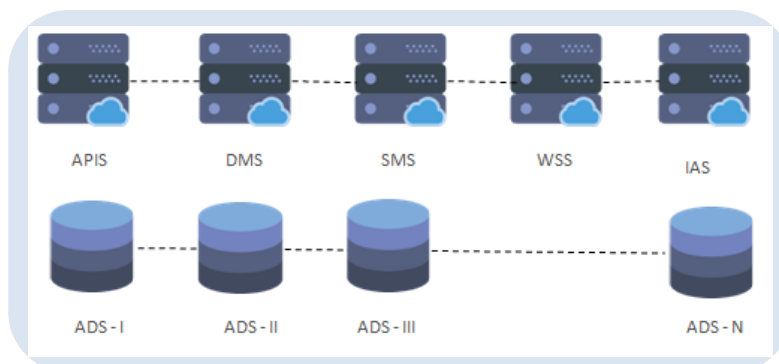 APIS
DMS
SMS
WSS
IAS
ADS - I
ADS - II
ADS - III
ADS - N